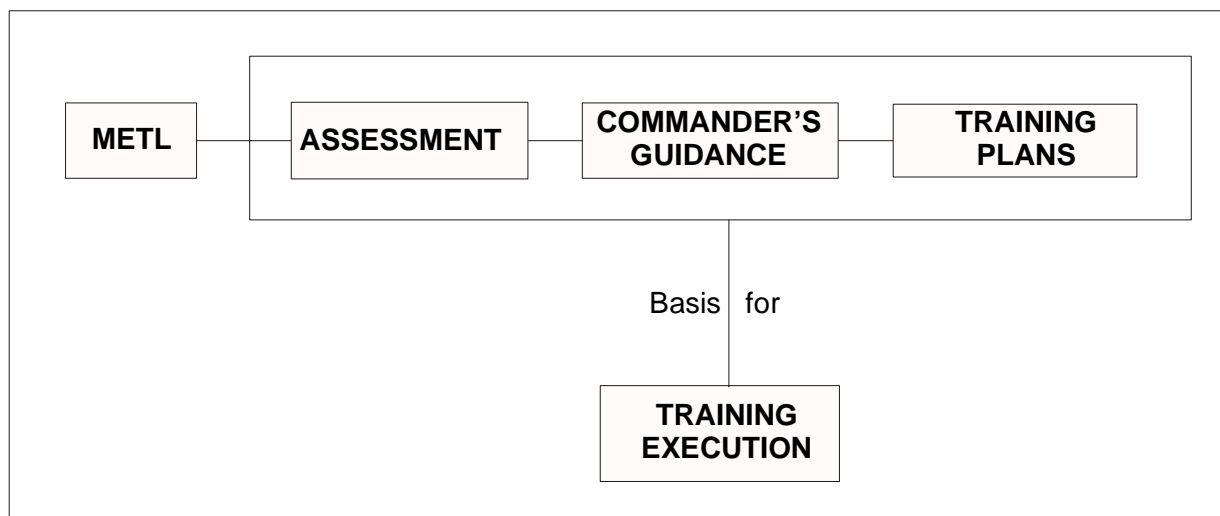 METL
ASSESSMENT
COMMANDER'S
GUIDANCE
TRAINING
PLANS
Basis for
TRAINING
EXECUTION